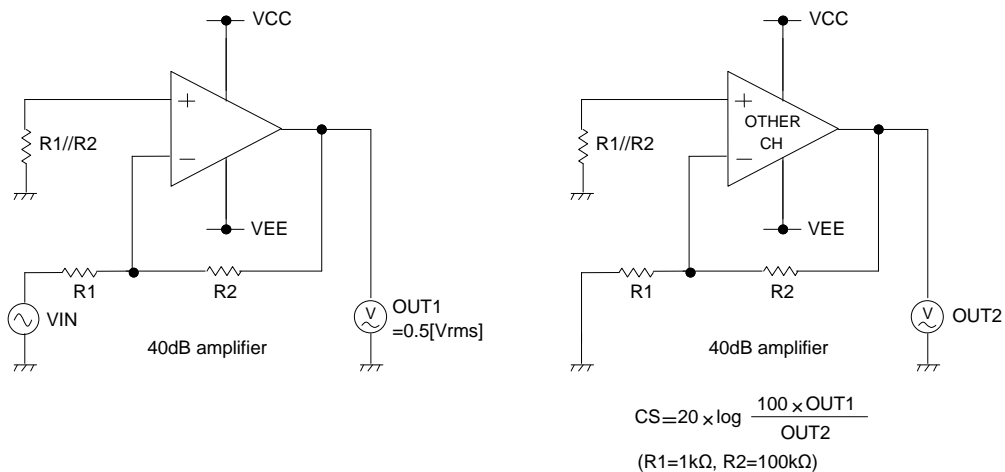 VCC
+
R1//R2
−
VEE
R1
R2
VIN
V
OUT1
=0.5[Vrms]
40dB amplifier
VCC
+
OTHER
CH
R1//R2
−
VEE
R1
R2
V
OUT2
40dB amplifier
CS=20×log 100×OUT1
OUT2
(R1=1kΩ, R2=100kΩ)